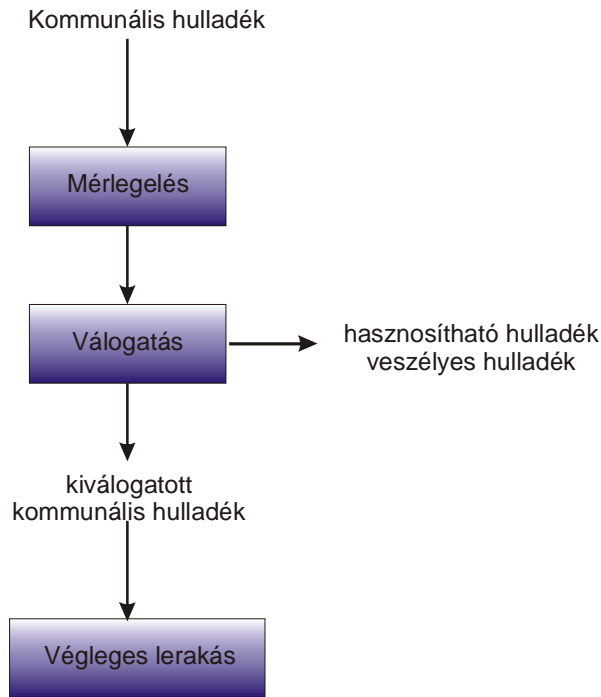 Kommunális hulladék
Mérlegelés
Válogatás
hasznosítható hulladék
veszélyes hulladék
kiválogatott
kommunális hulladék
Végleges lerakás